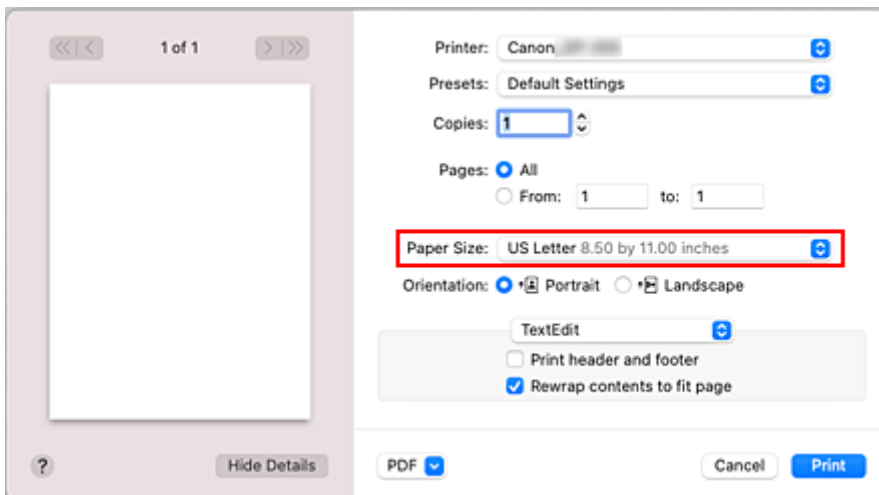 1 of 1
Printer: Canon
Presets: Default Settings
Copies: 1
Pages: All
From: 1 to: 1
Paper Size: US Letter 8.50 by 11.00 inches
Orientation: Portrait Landscape
TextEdit
Print header and footer
Rewrap contents to fit page
? Hide Details PDF Cancel Print